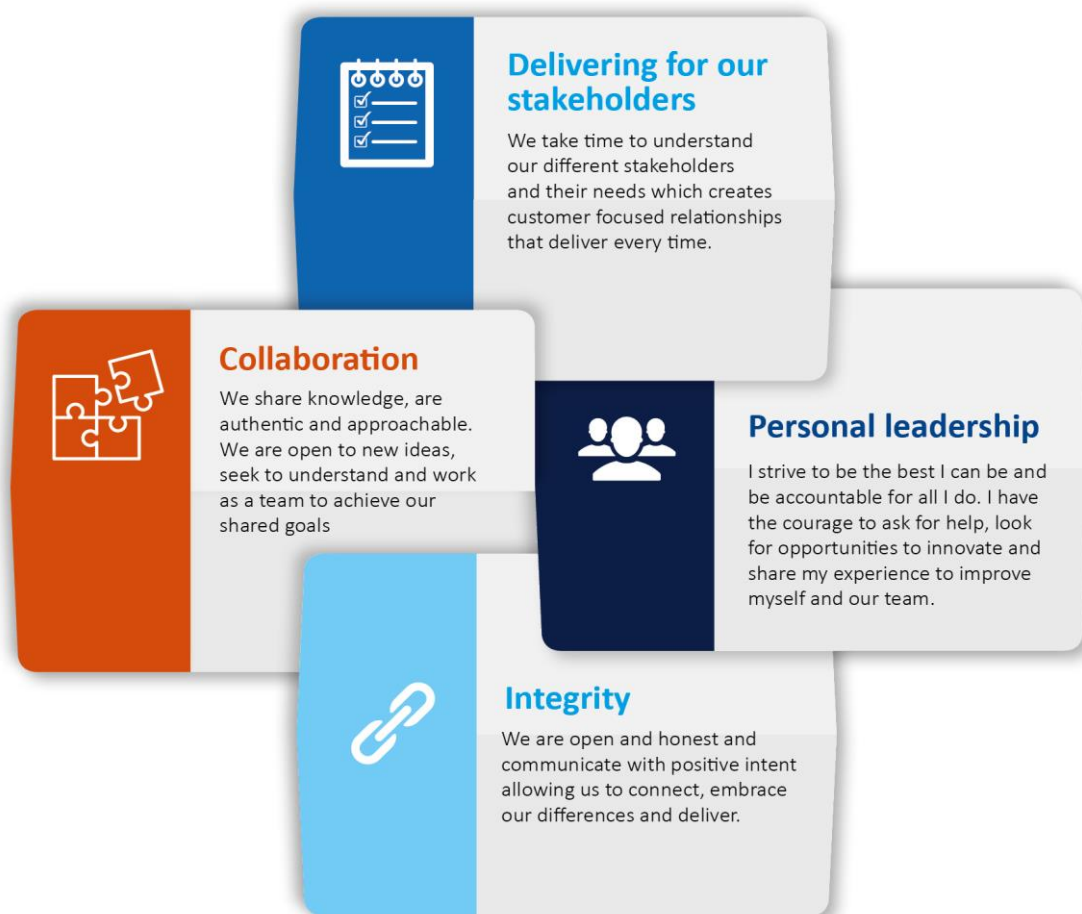 Delivering for our
stakeholders
We take time to understand
our different stakeholders
and their needs which creates
customer focused relationships
that deliver every time.
Collaboration
We share knowledge, are
authentic and approachable.
We are open to new ideas,
seek to understand and work
as a team to achieve our
shared goals
Personal leadership
I strive to be the best I can be and
be accountable for all I do. I have
the courage to ask for help, look
for opportunities to innovate and
share my experience to improve
myself and our team.
Integrity
We are open and honest and
communicate with positive intent
allowing us to connect, embrace
our differences and deliver.